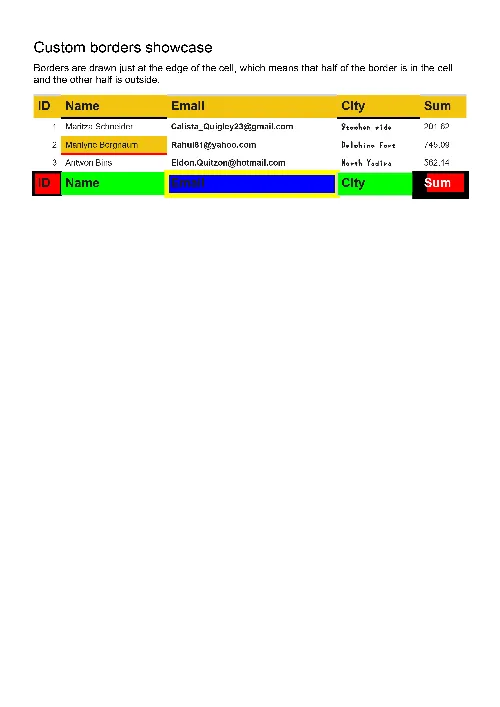 Custom borders showcase
Borders are drawn just at the edge of the cell, which means that half of the border is in the cell
and the other half is outside.
ID Name Email City Sum
1 Maritza Schneider Calista_Quigley23@gmail.com 201.62
2 Marilyne Bergnaum Rahul81@yahoo.com 745.09
3 Antwon Bins Eldon.Quitzon@hotmail.com North 562.14
ID Name Email City Sum